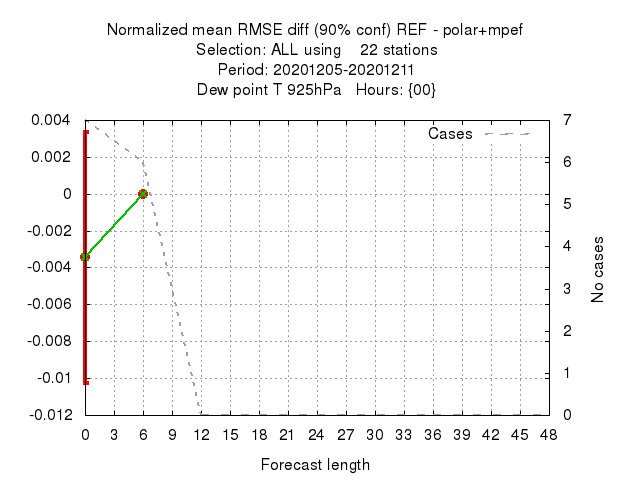 Normalized mean RMSE diff (90% conf) REF - polar+mpef
Selection: ALL using    22 stations
Period: 20201205-20201211
Dew point T 925hPa   Hours: {00}
Cases
0.004
0.002
0
-0.002
-0.004
-0.006
-0.008
-0.01
-0.012
7
6
5
4
3
2
1
0
No cases
0 3 6 9 12 15 18 21 24 27 30 33 36 39 42 45 48
Forecast length